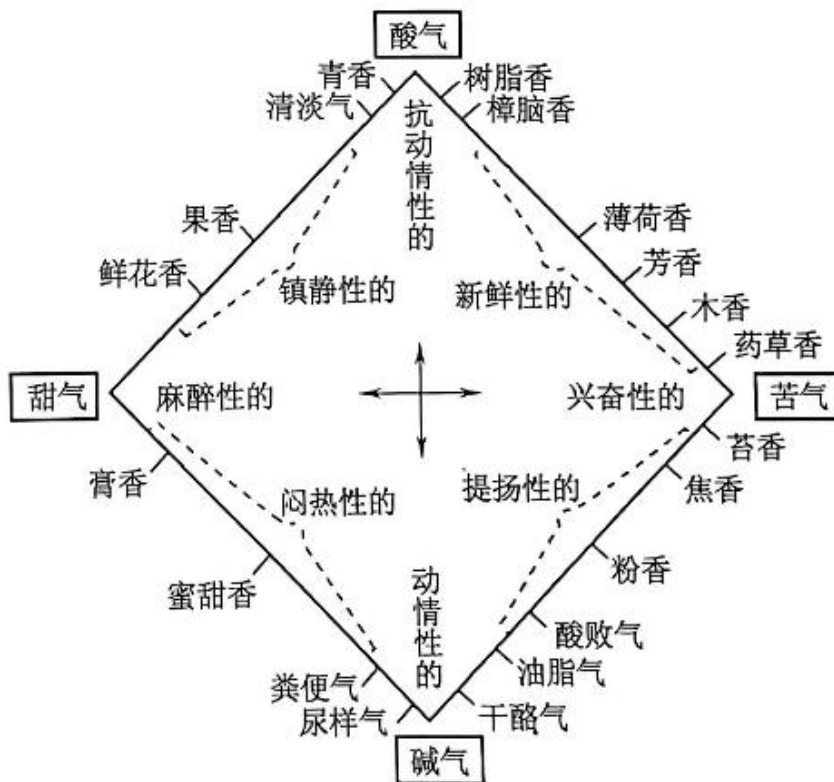 酸气
青香
树脂香
清淡气
樟脑香
抗动情性的
果香
薄荷香
鲜花香
芳香
镇静性的
新鲜性的
木香
药草香
甜气
麻醉性的
兴奋性的
苦气
苔香
膏香
焦香
闷热性的
提扬性的
粉香
蜜甜香
动情性的
酸败气
油脂气
粪便气
尿样气
干酪气
碱气